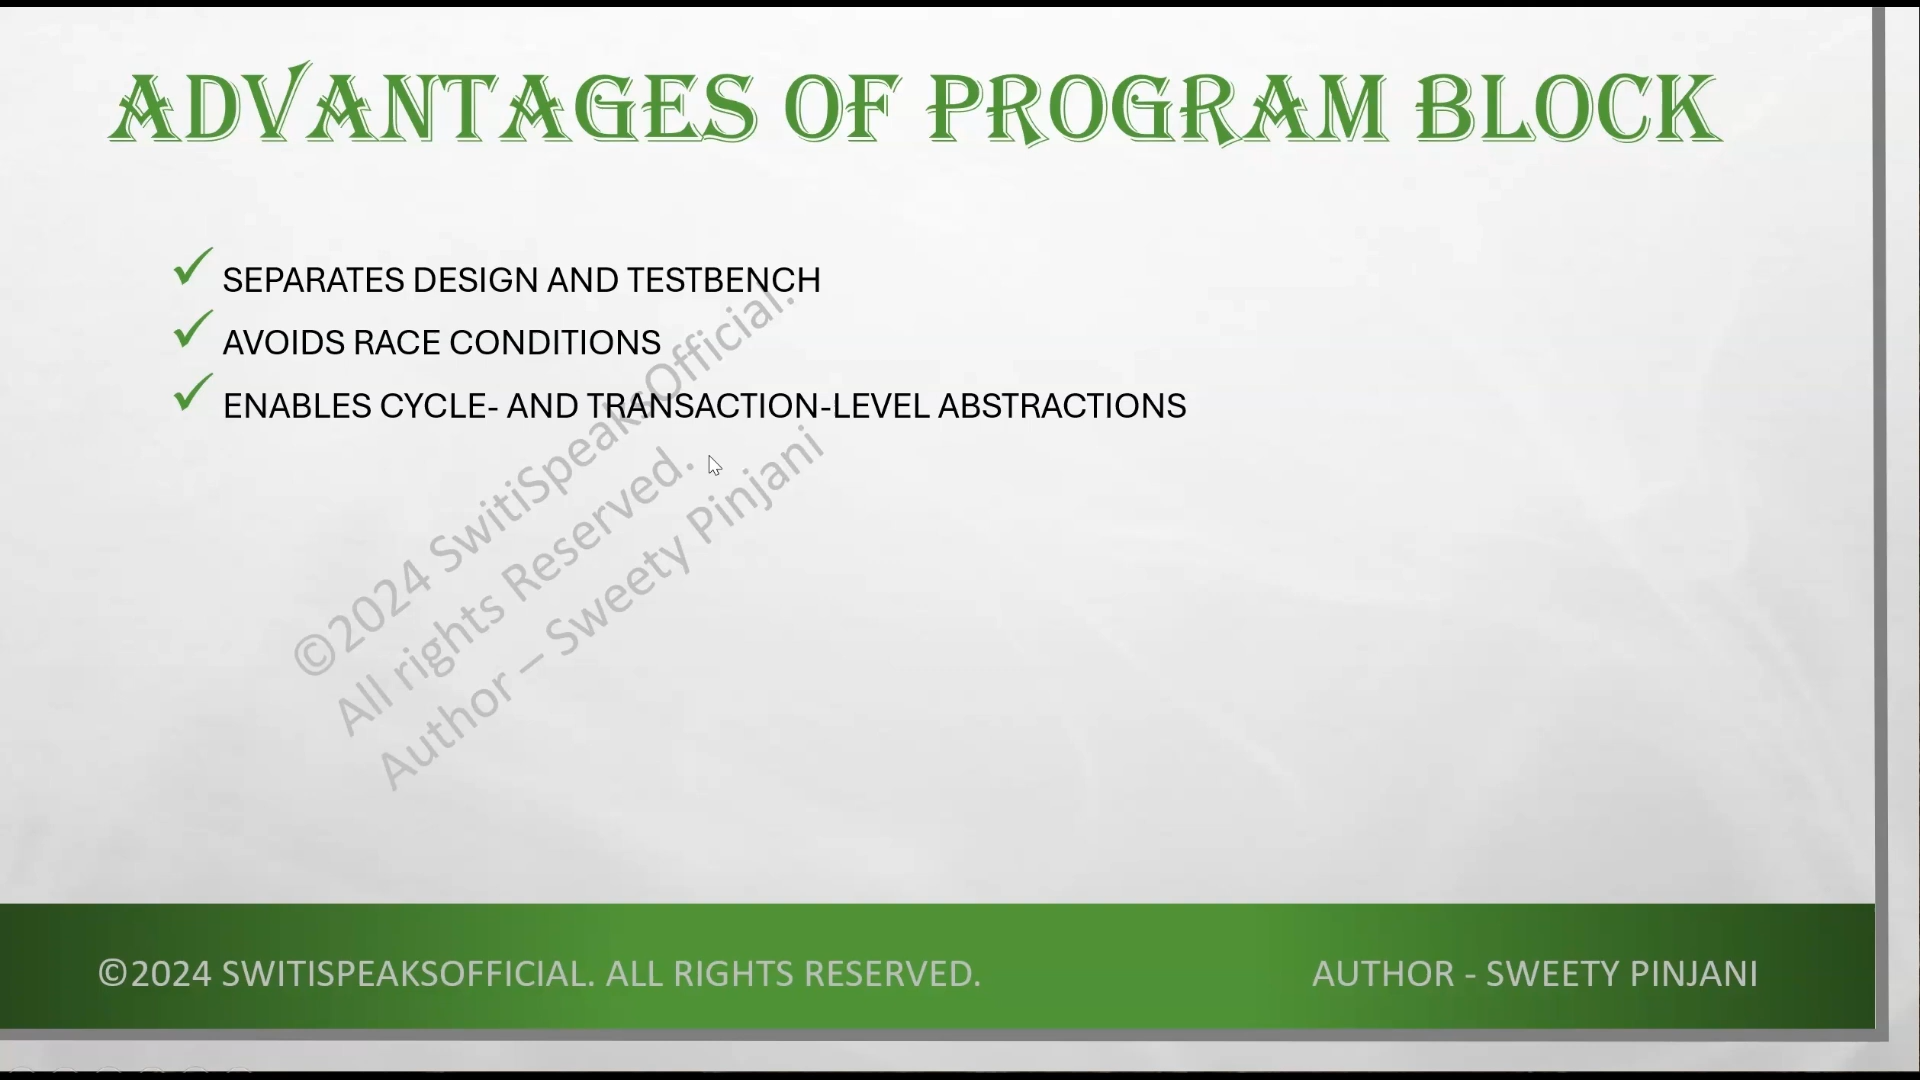 ADVANTAGES OF PROGRAM BLOCK
SEPARATES DESIGN AND TESTBENCH
AVOIDS RACE CONDITIONS
ENABLES CYCLE- AND TRANSACTION-LEVEL ABSTRACTIONS
©2024 SwitiSpeaksOfficial.
All rights Reserved.
Author – Sweety Pinjani
©2024 SWITISPEAKSOFFICIAL. ALL RIGHTS RESERVED.
AUTHOR - SWEETY PINJANI